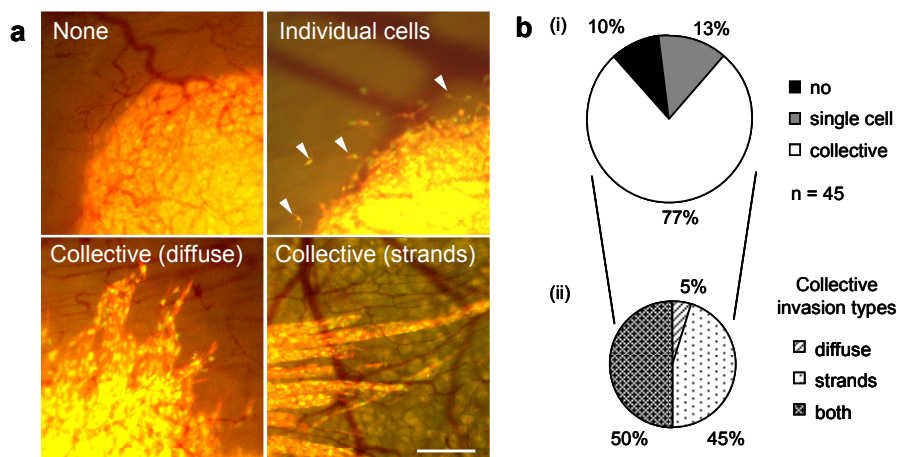 a
None
Individual cells
Collective (diffuse)
Collective (strands)
b
(i)
10%
13%
77%
no
single cell
collective
n = 45
(ii)
5%
50%
45%
Collective
invasion types
diffuse
strands
both